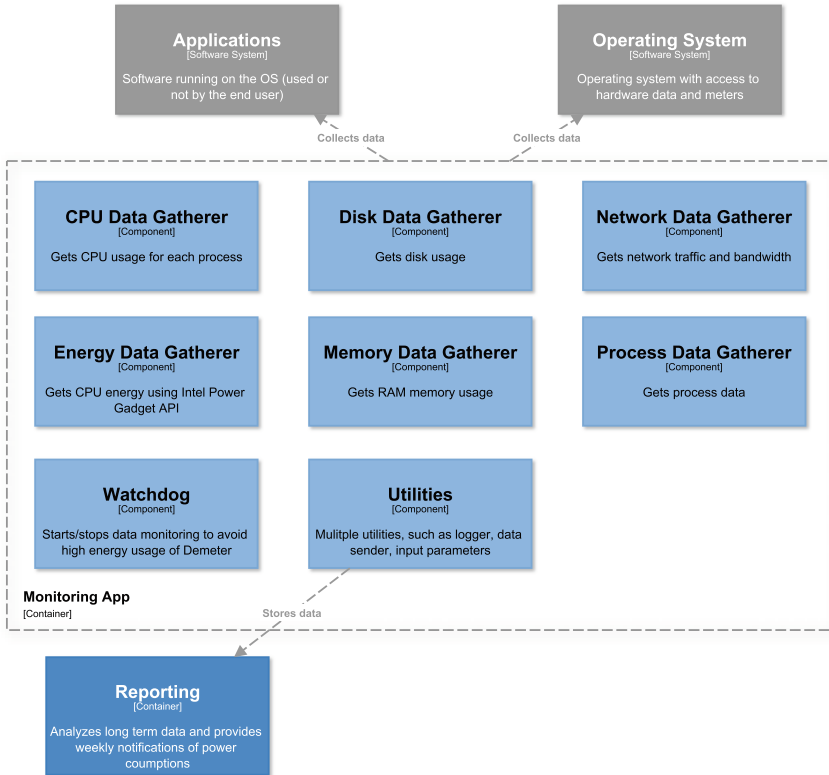 Applications
[Software System]
Software running on the OS (used or
not by the end user)
Operating System
[Software System]
Operating system with access to
hardware data and meters
Collects data
Collects data
CPU Data Gatherer
[Component]
Gets CPU usage for each process
Disk Data Gatherer
[Component]
Gets disk usage
Network Data Gatherer
[Component]
Gets network traffic and bandwidth
Energy Data Gatherer
[Component]
Gets CPU energy using Intel Power
Gadget API
Memory Data Gatherer
[Component]
Gets RAM memory usage
Process Data Gatherer
[Component]
Gets process data
Watchdog
[Component]
Starts/stops data monitoring to avoid
high energy usage of Demeter
Utilities
[Component]
Mulitple utilities, such as logger, data
sender, input parameters
Monitoring App
[Container]
Stores data
Reporting
[Container]
Analyzes long term data and provides
weekly notifications of power
coumptions